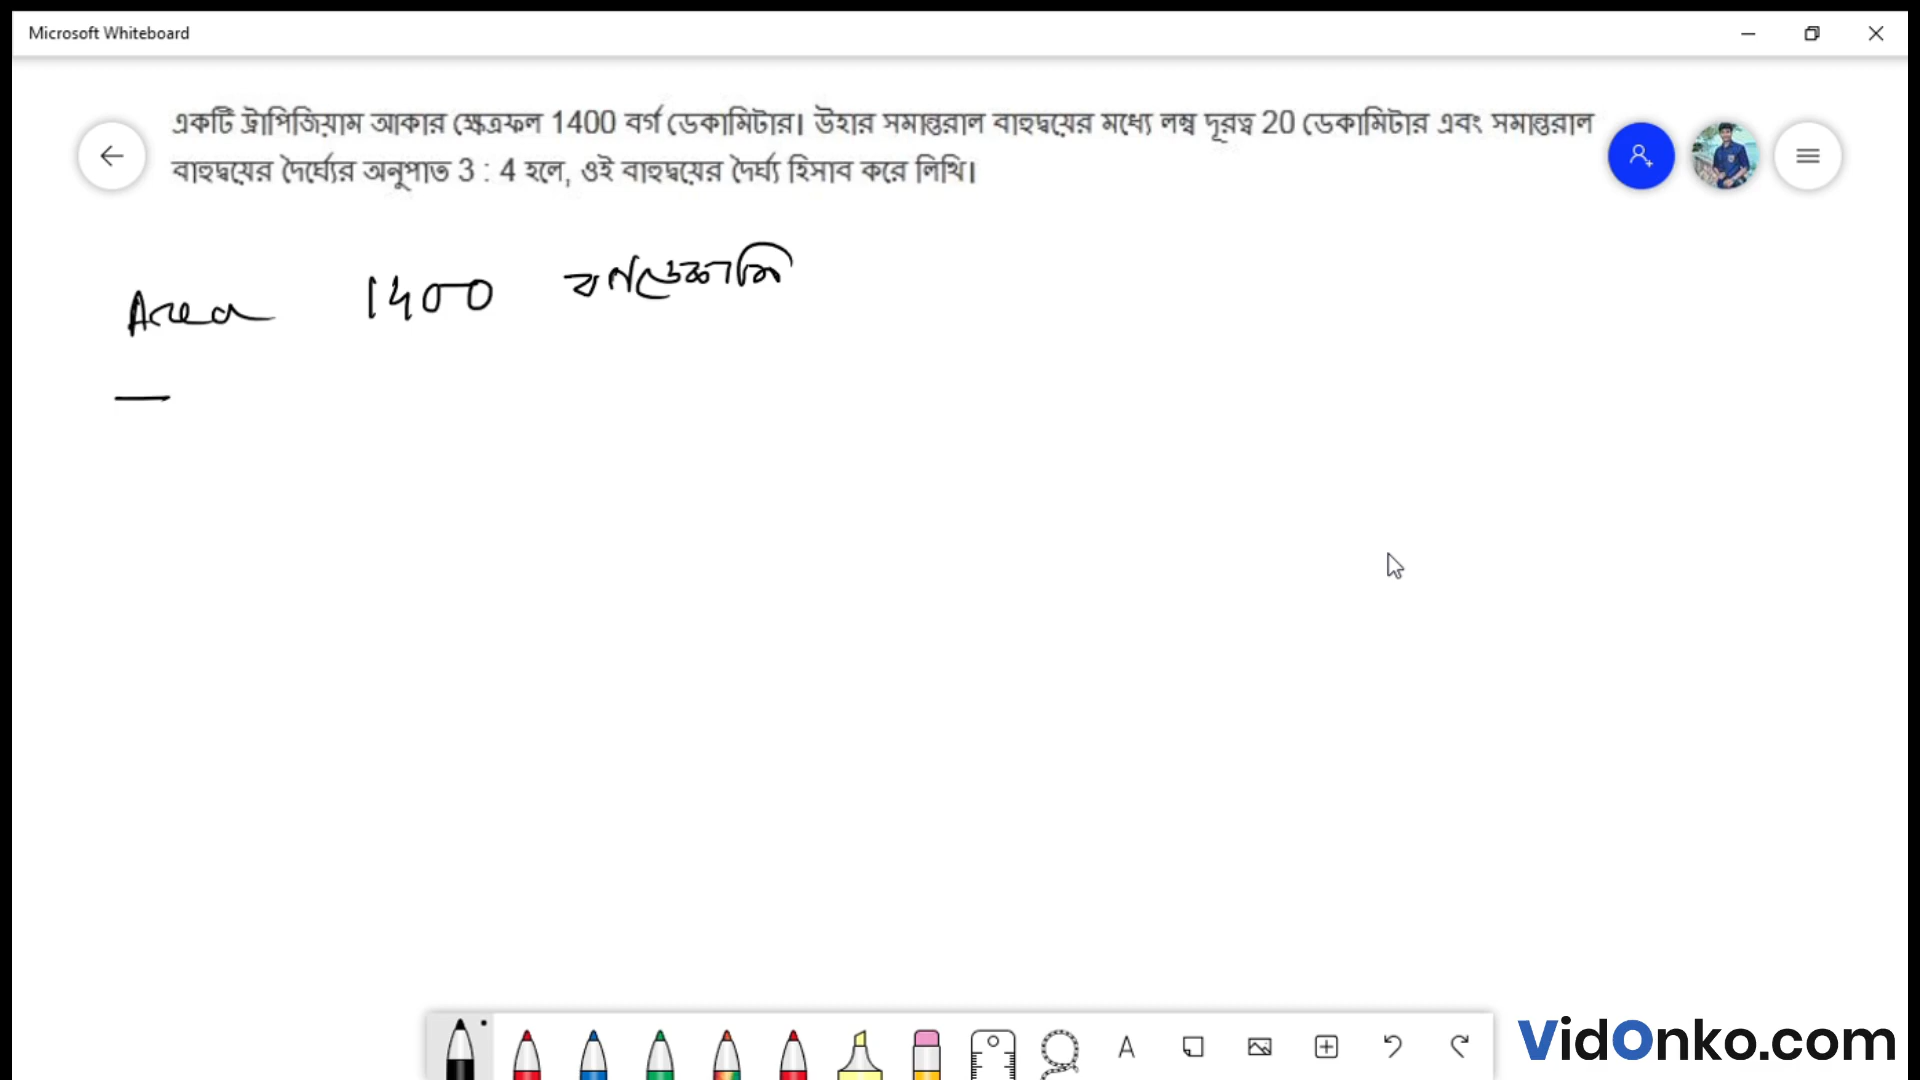 Microsoft Whiteboard
একটি ট্রাপিজিয়াম আকার ক্ষেত্রফল 1400 বর্গ ডেকামিটার। উহার সমান্তরাল বাহুদ্বয়ের মধ্যে লম্ব দূরত্ব 20 ডেকামিটার এবং সমান্তরাল
বাহুদ্বয়ের দৈর্ঘ্যের অনুপাত 3 : 4 হলে, ওই বাহুদ্বয়ের দৈর্ঘ্য হিসাব করে লিখি।
Area 1400 বর্গডেকামি
A
VidOnko.com